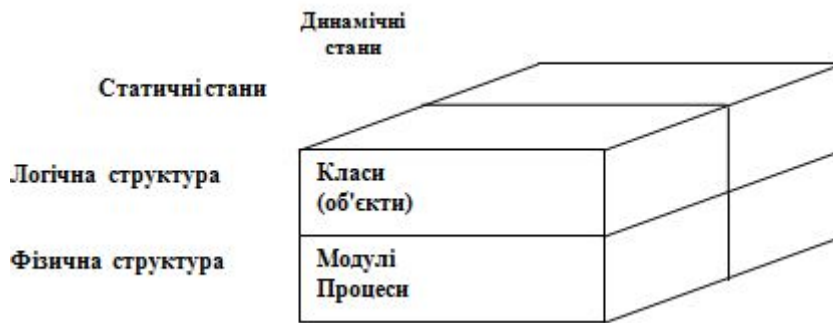 Динамічні
стани
Статичні стани
Логічна структура
Класи
(об'єкти)
Фізична структура
Модулі
Процеси